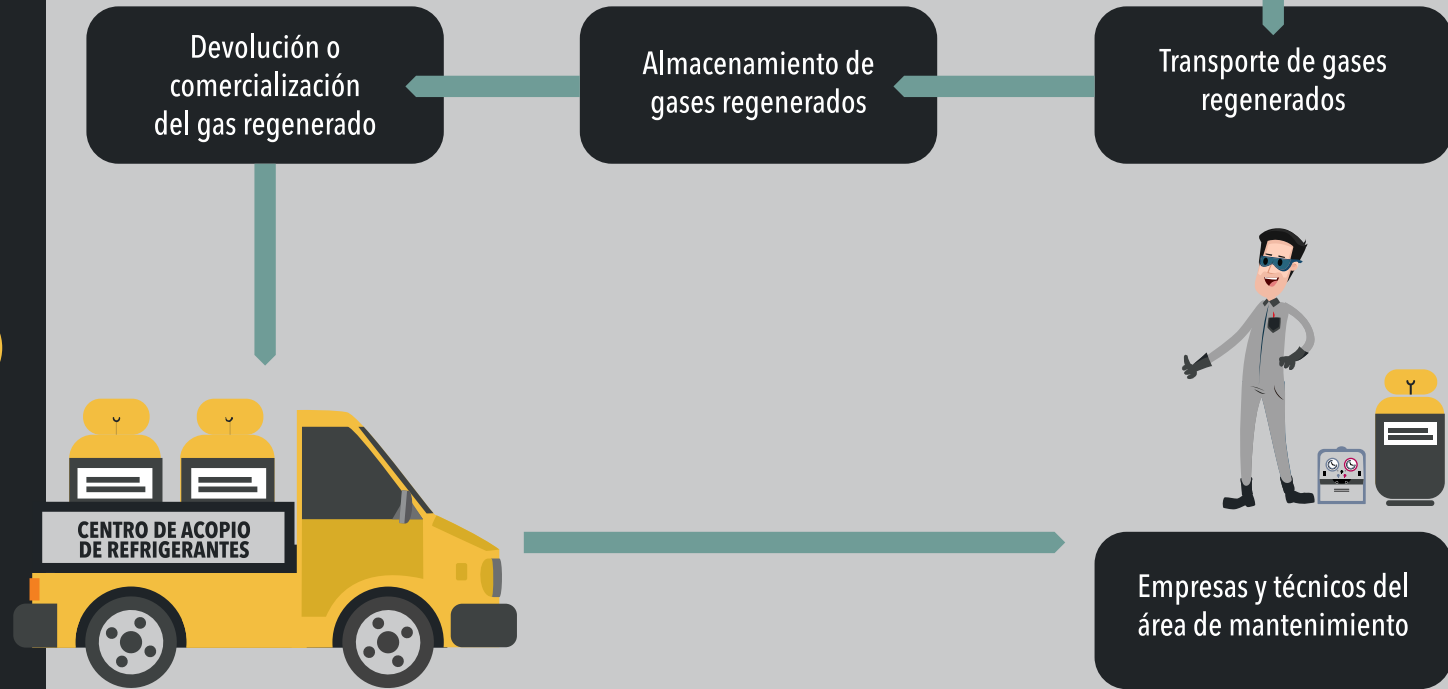 Devolución o
comercialización
del gas regenerado
Almacenamiento de
gases regenerados
Transporte de gases
regenerados
CENTRO DE ACOPIO
DE REFRIGERANTES
Empresas y técnicos del
área de mantenimiento